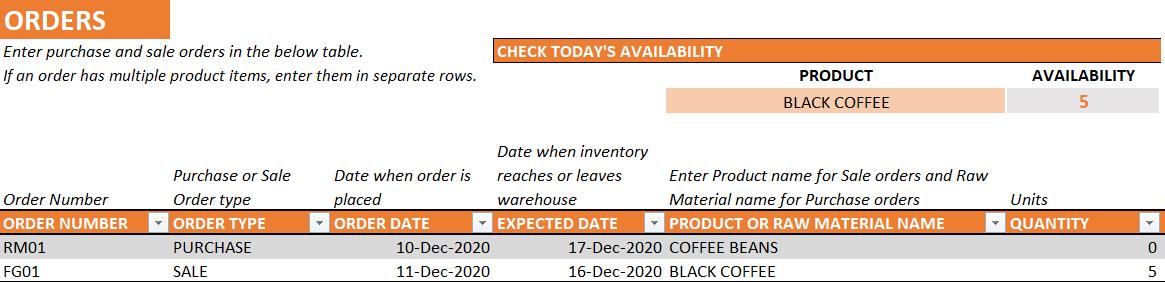 ORDERS
Enter purchase and sale orders in the below table.
If an order has multiple product items, enter them in separate rows.
CHECK TODAY'S AVAILABILITY
PRODUCT AVAILABILITY
BLACK COFFEE 5
Order Number
Purchase or Sale
Order type
Date when order is
placed
Date when inventory
reaches or leaves
warehouse
Enter Product name for Sale orders and Raw
Material name for Purchase orders
Units
ORDER NUMBER ORDER TYPE ORDER DATE EXPECTED DATE PRODUCT OR RAW MATERIAL NAME QUANTITY
RM01 PURCHASE 10-Dec-2020 17-Dec-2020 COFFEE BEANS 0
FG01 SALE 11-Dec-2020 16-Dec-2020 BLACK COFFEE 5